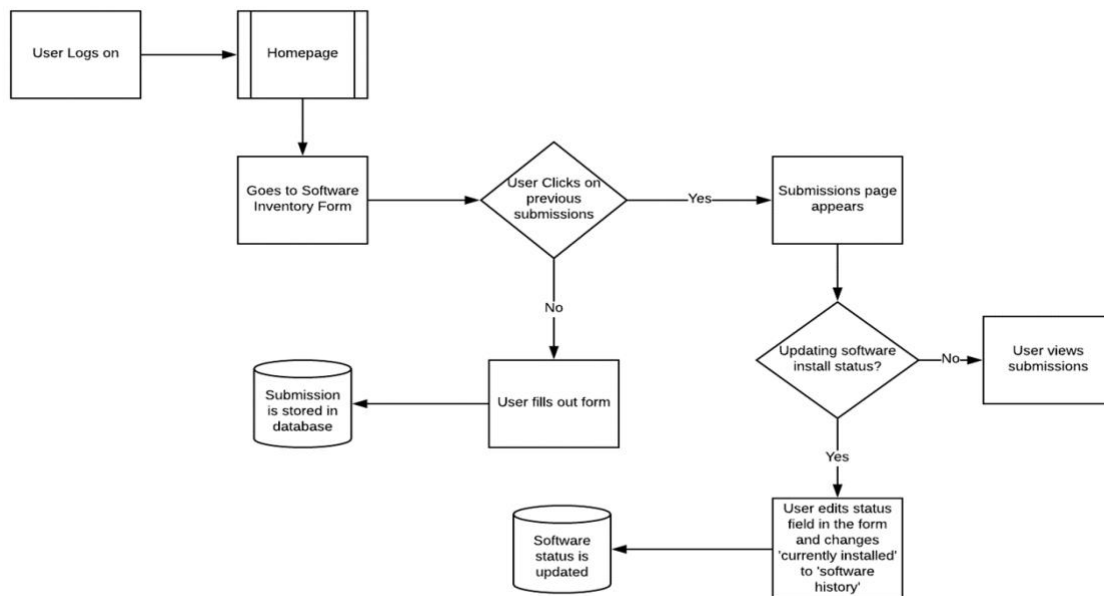 User Logs on
Homepage
Goes to Software
Inventory Form
User Clicks on
previous
submissions
Yes
Submissions page
appears
No
Updating software
install status?
No
User views
submissions
Submission
is stored in
database
User fills out form
Yes
Software
status is
updated
User edits status
field in the form
and changes
'currently installed'
to 'software
history'